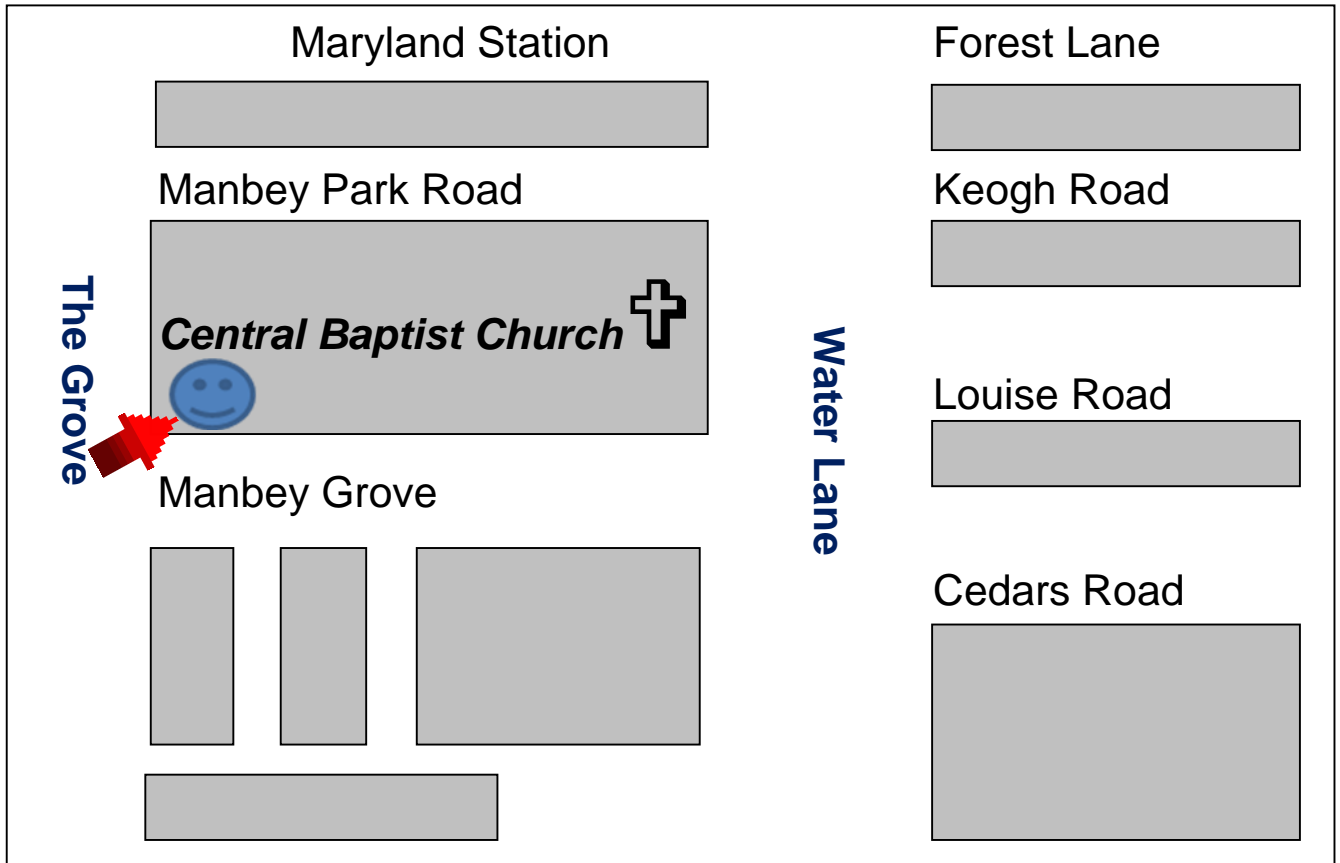 Maryland Station
Forest Lane
Manbey Park Road
Keogh Road
The Grove
Central Baptist Church
Water Lane
Louise Road
Manbey Grove
Cedars Road